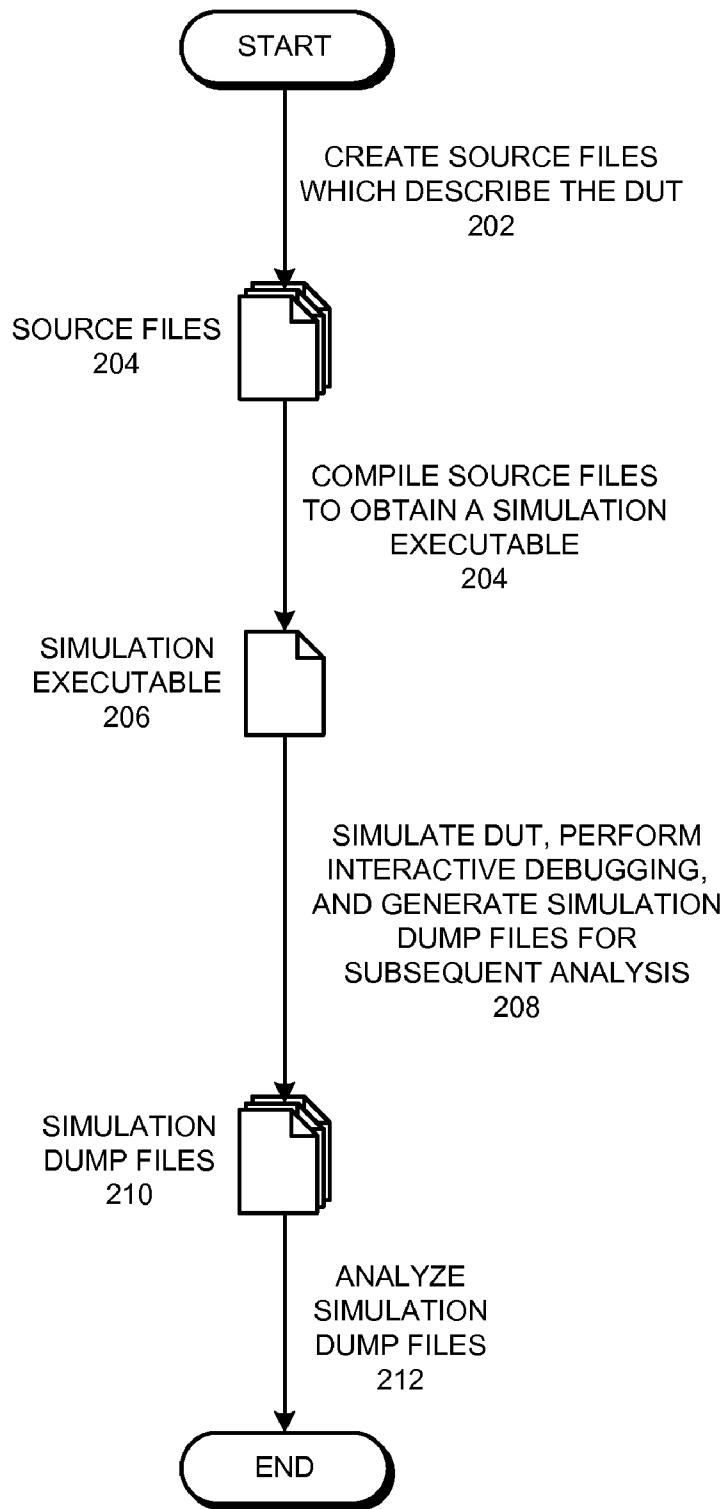 START
CREATE SOURCE FILES
WHICH DESCRIBE THE DUT
202
SOURCE FILES
204
COMPILE SOURCE FILES
TO OBTAIN A SIMULATION
EXECUTABLE
204
SIMULATION
EXECUTABLE
206
SIMULATE DUT, PERFORM
INTERACTIVE DEBUGGING,
AND GENERATE SIMULATION
DUMP FILES FOR
SUBSEQUENT ANALYSIS
208
SIMULATION
DUMP FILES
210
ANALYZE
SIMULATION
DUMP FILES
212
END